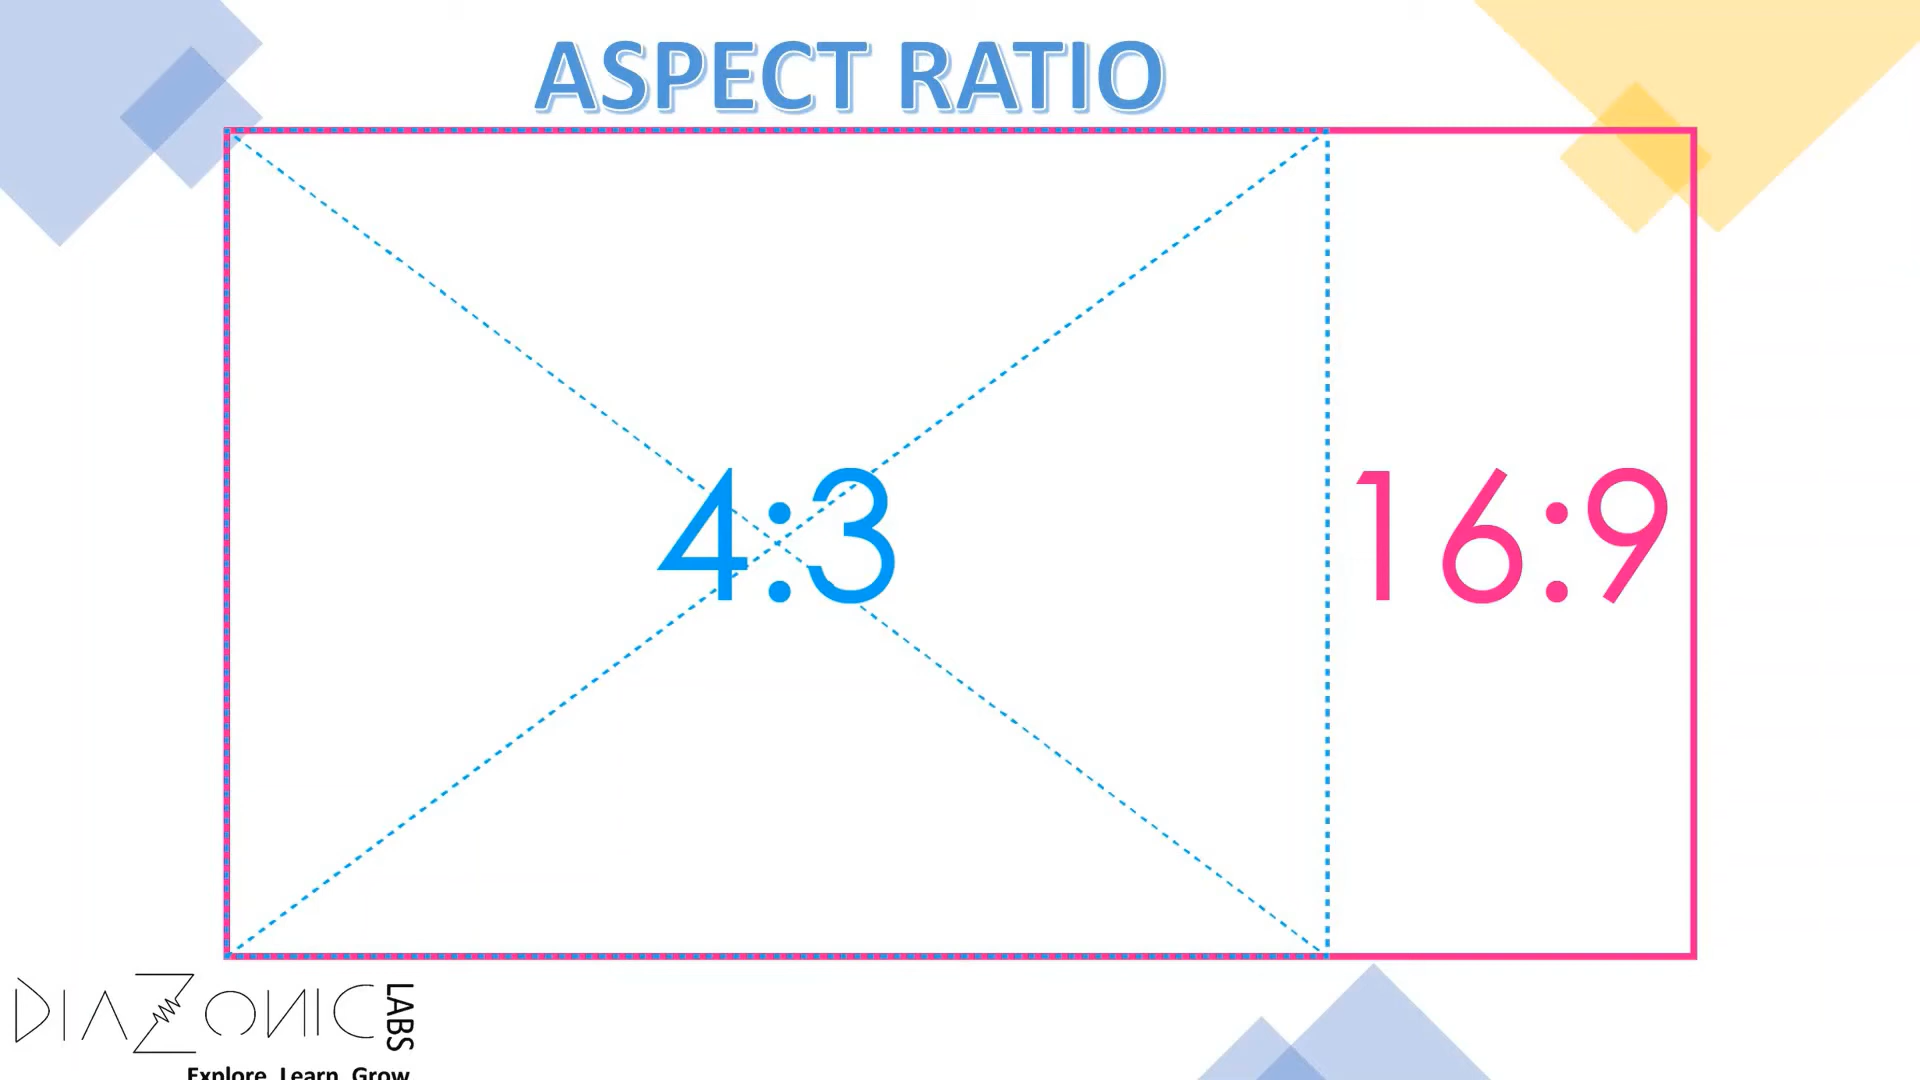 ASPECT RATIO
4:3
16:9
DIAZONIC LABS
Explore. Learn. Grow.